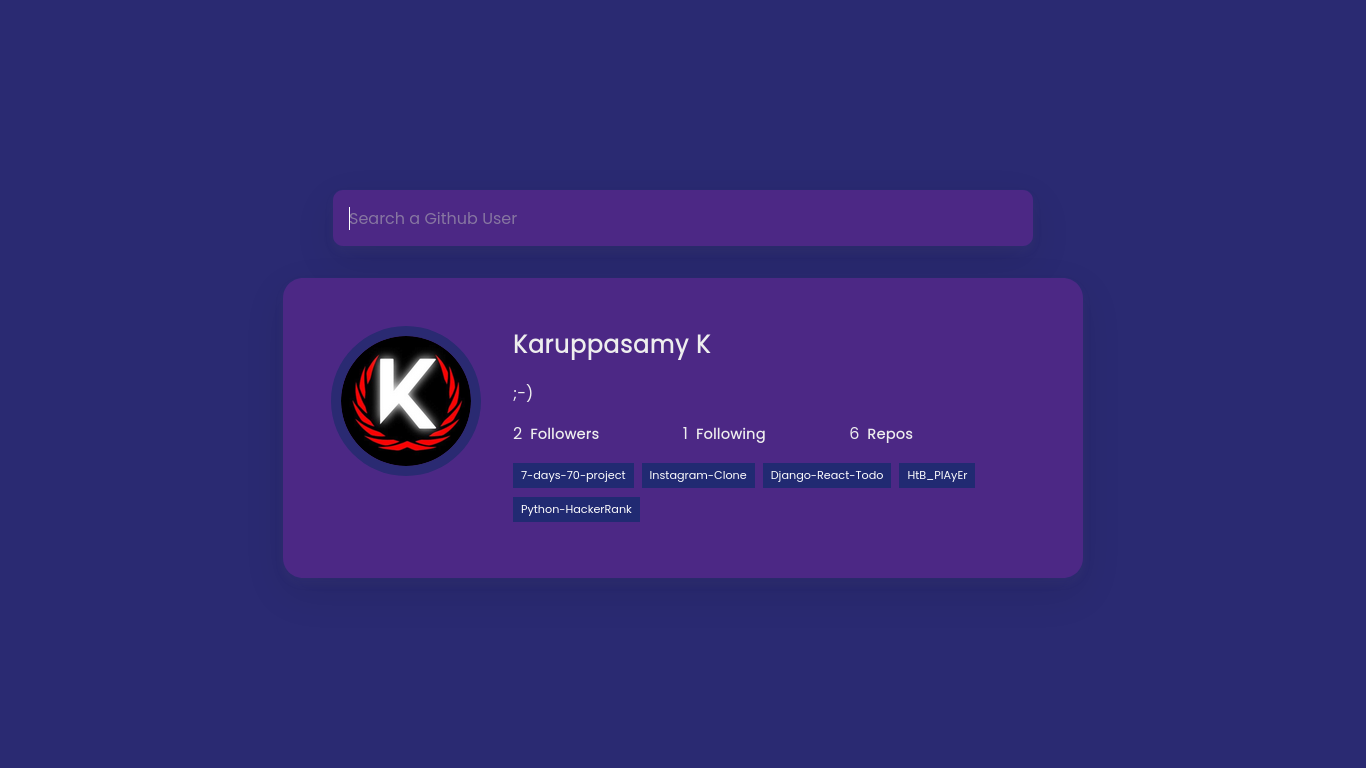 Search a Github User
K
Karuppasamy K
;-)
2 Followers 1 Following 6 Repos
7-days-70-project Instagram-Clone Django-React-Todo HtB_PlAyEr
Python-HackerRank